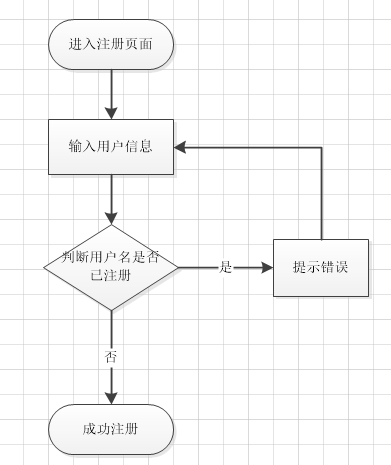 进入注册页面
输入用户信息
判断用户名是否
已注册
是
提示错误
否
成功注册